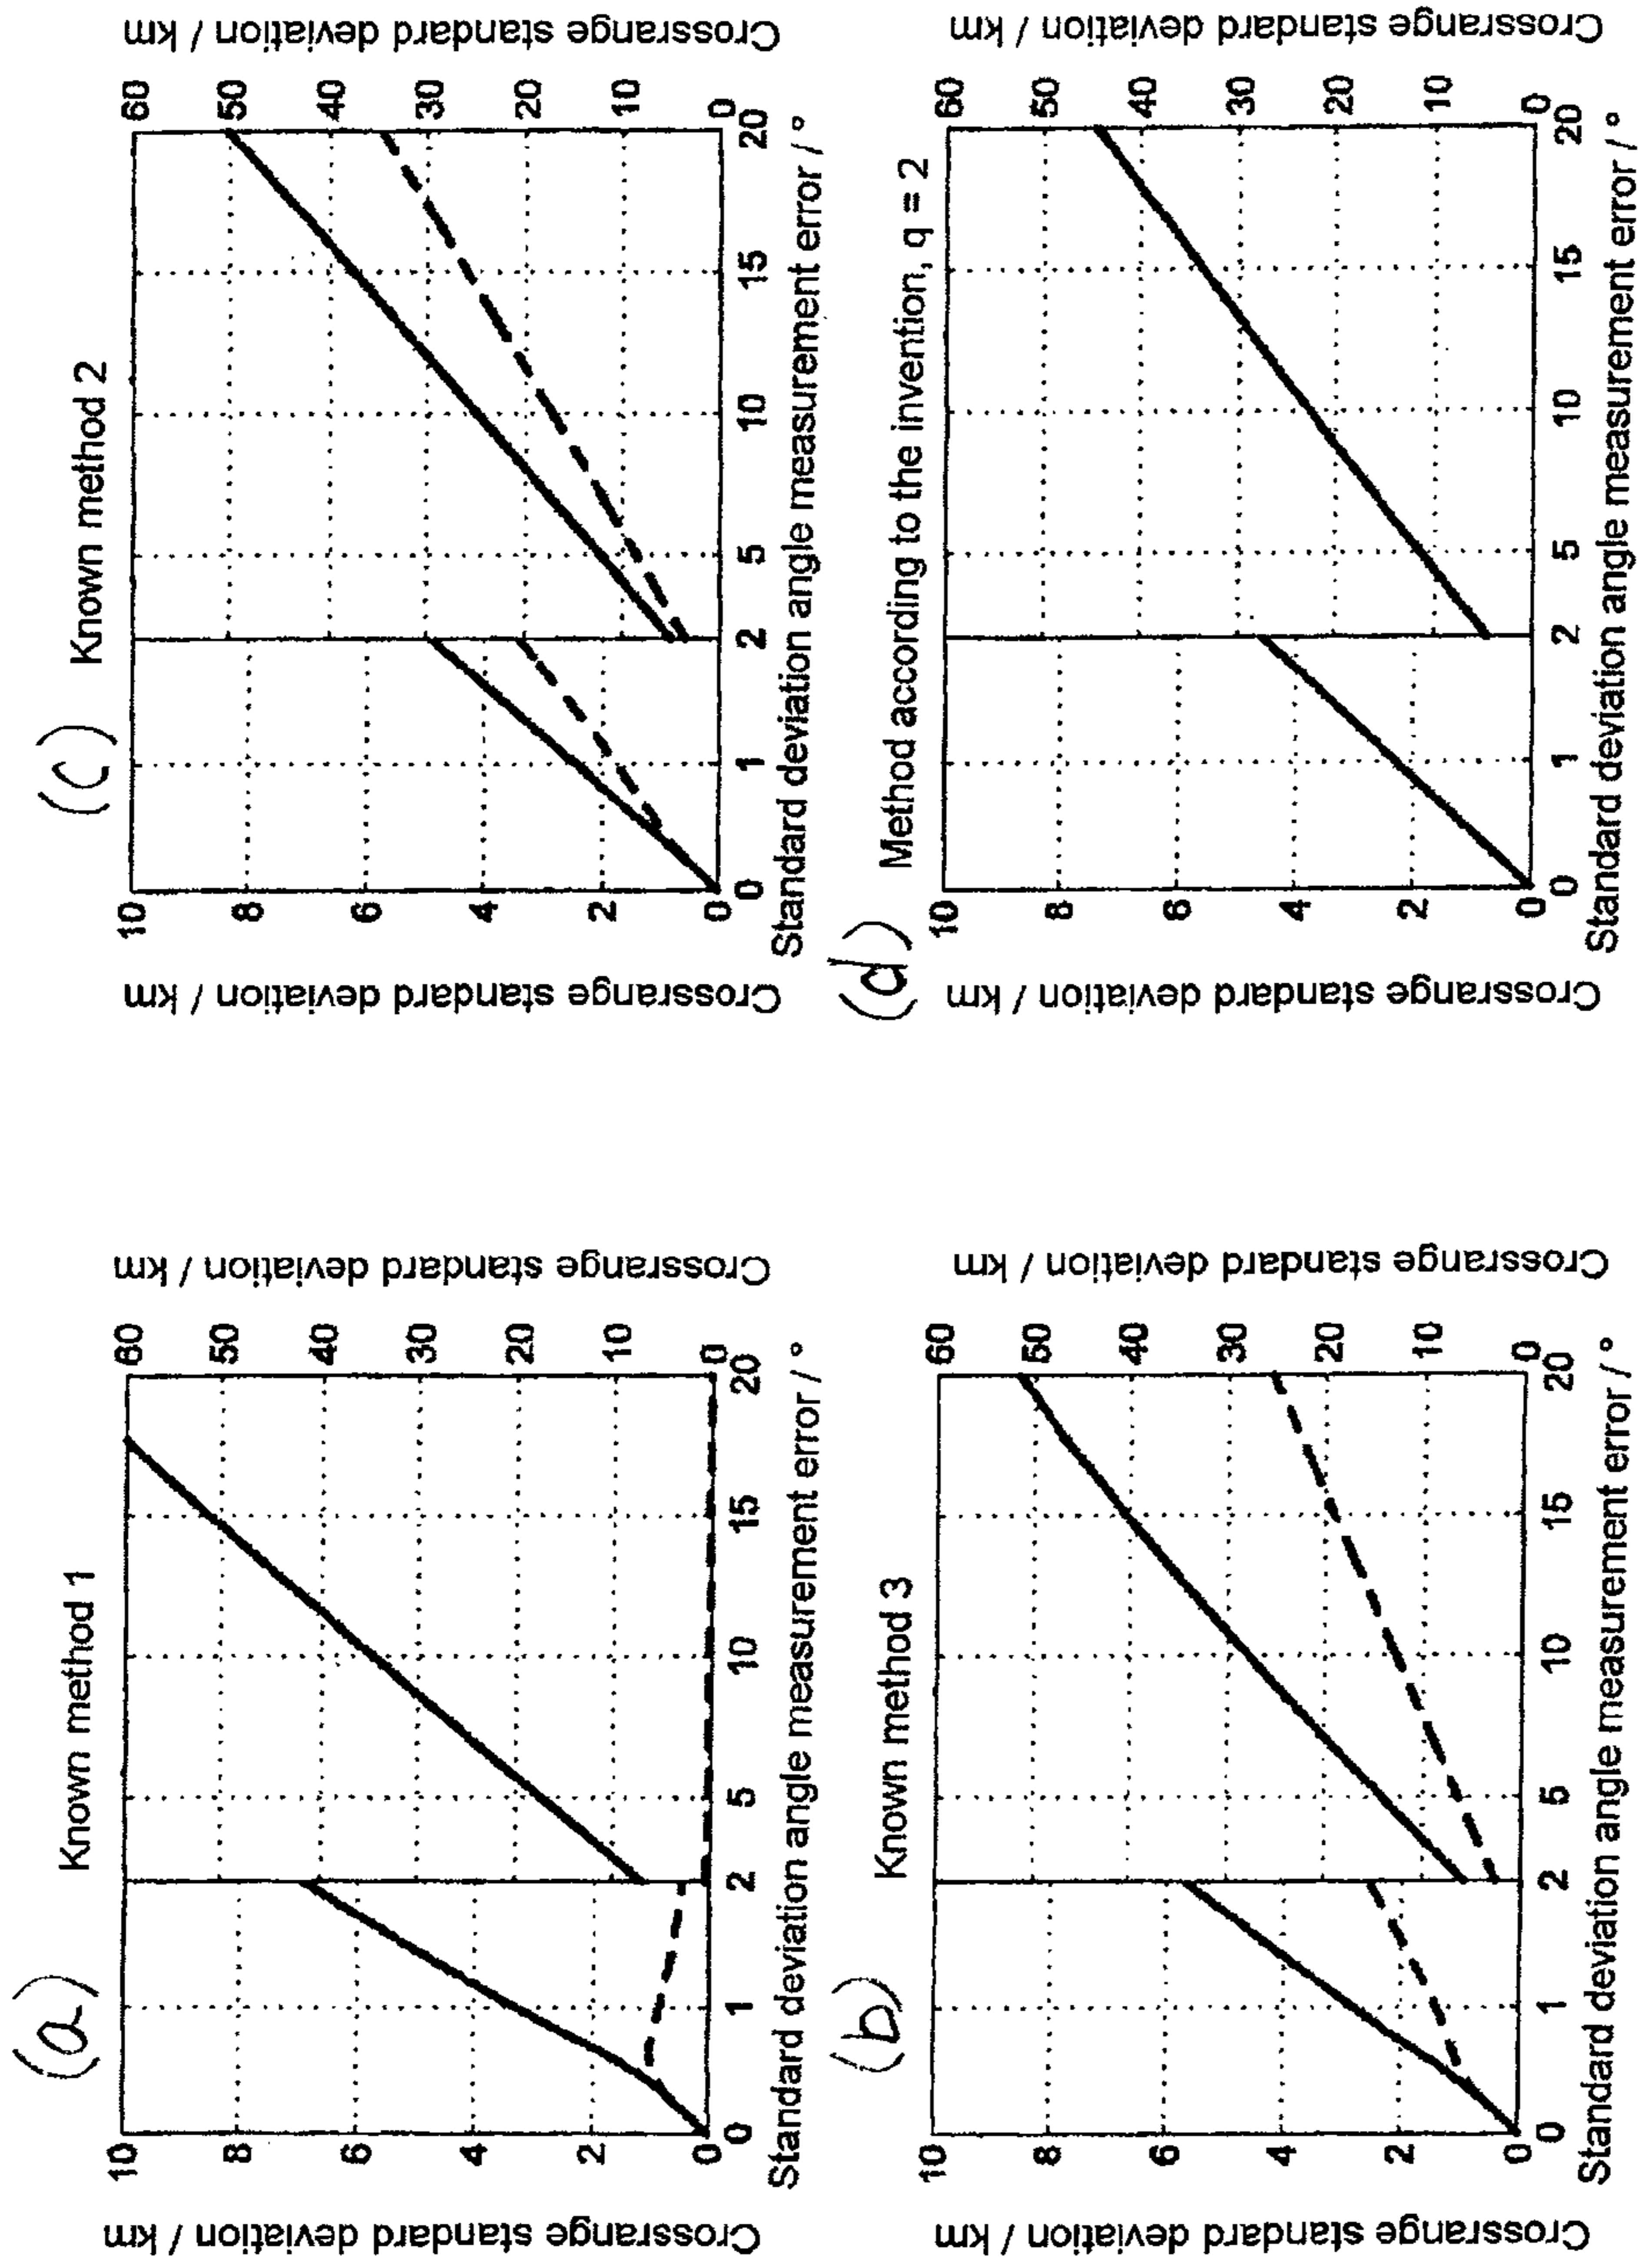 (a)
Known method 1
10
8
6
4
2
0
Crossrange standard deviation / km
60
50
40
30
20
10
0
Crossrange standard deviation / km
0 1 2 5 10 15 20
Standard deviation angle measurement error / °
(b)
Known method 3
10
8
6
4
2
0
Crossrange standard deviation / km
60
50
40
30
20
10
0
Crossrange standard deviation / km
0 1 2 5 10 15 20
Standard deviation angle measurement error / °
(c)
Known method 2
10
8
6
4
2
0
Crossrange standard deviation / km
60
50
40
30
20
10
0
Crossrange standard deviation / km
0 1 2 5 10 15 20
Standard deviation angle measurement error / °
(d)
Method according to the invention, q = 2
10
8
6
4
2
0
Crossrange standard deviation / km
60
50
40
30
20
10
0
Crossrange standard deviation / km
0 1 2 5 10 15 20
Standard deviation angle measurement error / °